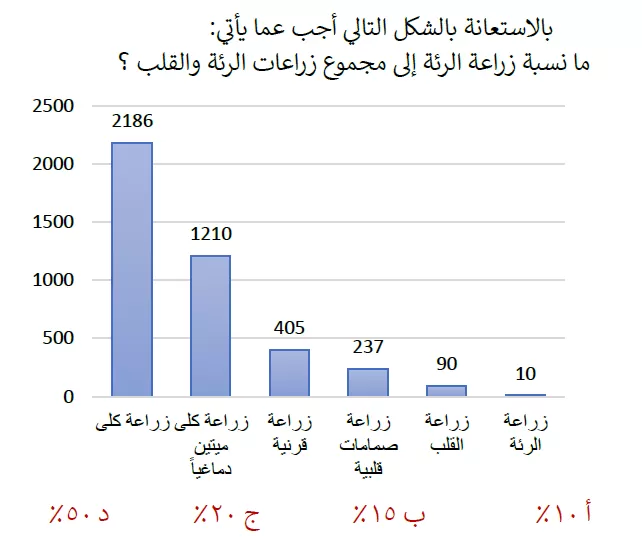 بالاستعانة بالشكل التالي أجب عما يأتي:
ما نسبة زراعة الرئة إلى مجموع زراعات الرئة والقلب ؟
2500
2000
1500
1000
500
0
2186
1210
405
237
90
10
زراعة كلى
زراعة كلى
ميتين
دماغياً
زراعة
قرنية
زراعة
صمامات
قلبية
زراعة
القلب
زراعة
الرئة
أ ١٠٪
ب ١٥٪
ج ٢٠٪
د ٥٠٪